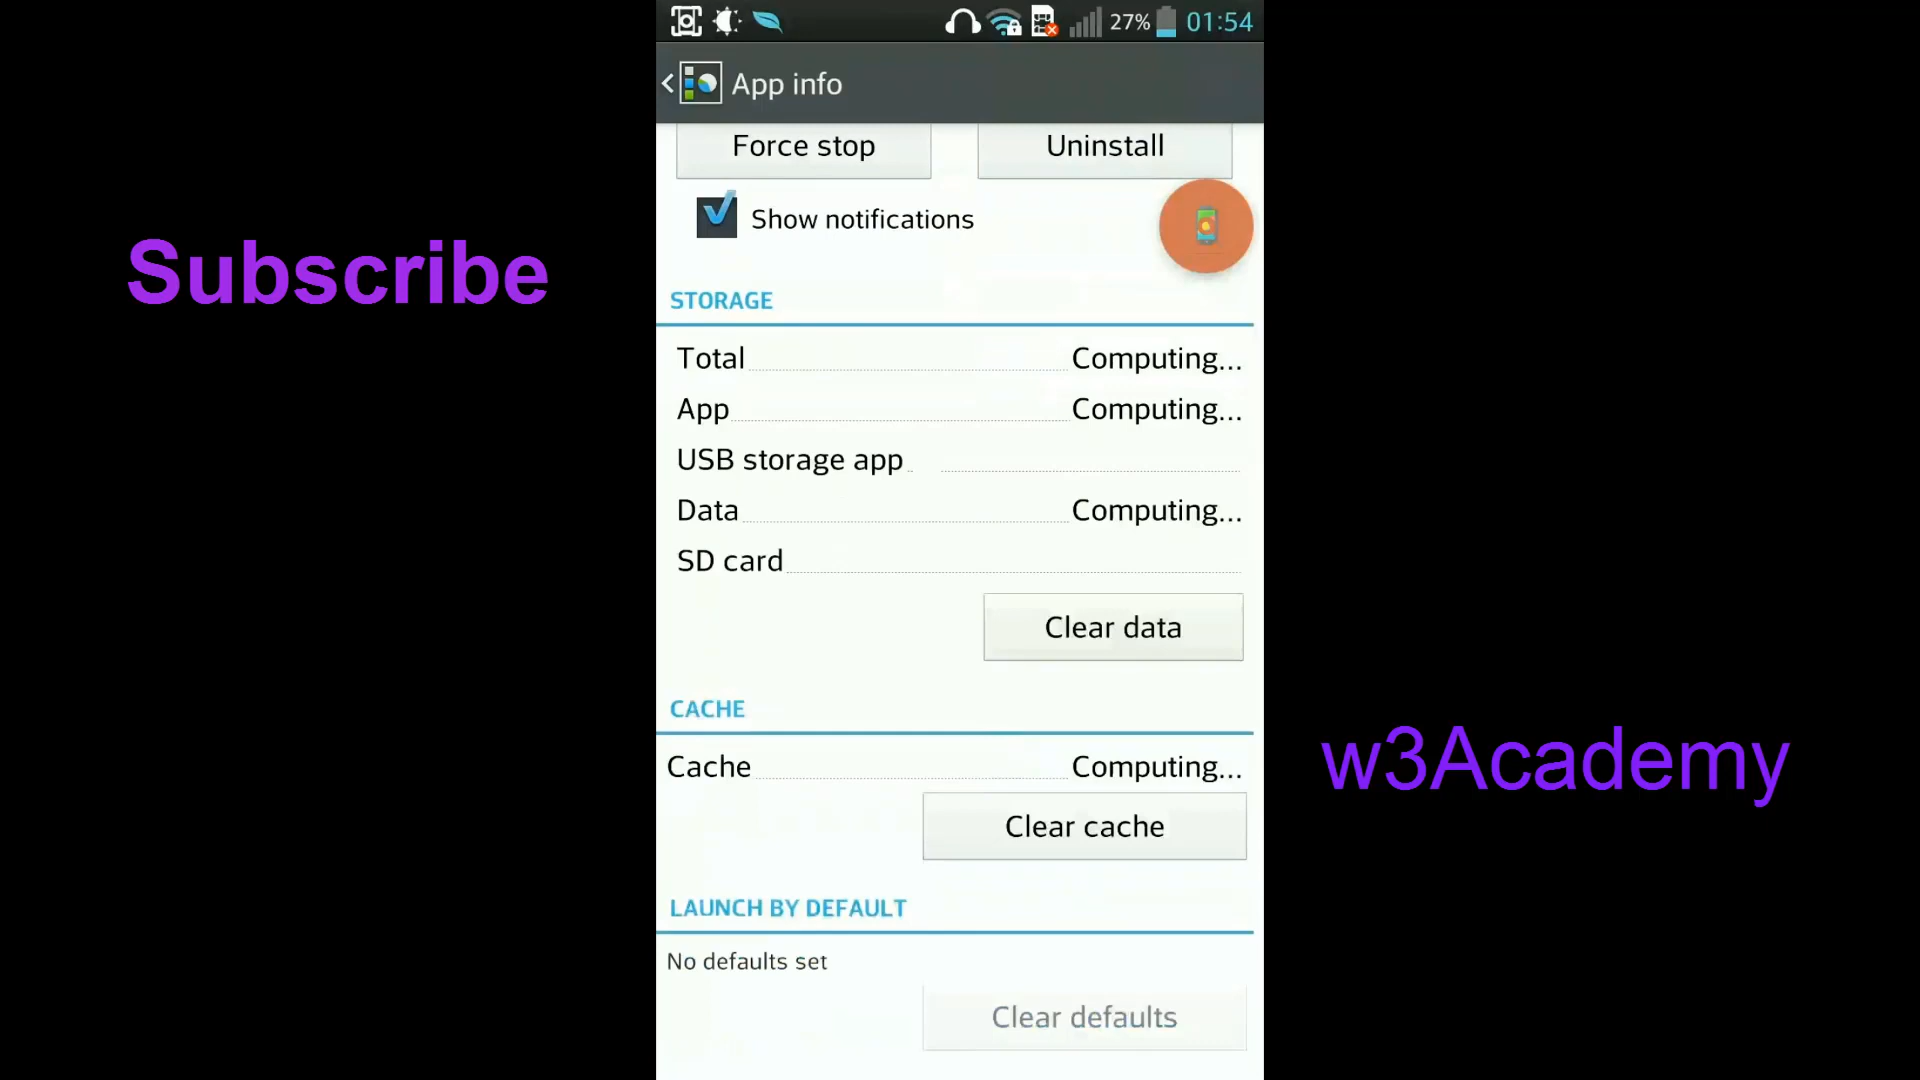 27% 01:54
App info
Force stop Uninstall
Show notifications
Subscribe
STORAGE
Total Computing...
App Computing...
USB storage app
Data Computing...
SD card
Clear data
CACHE
Cache Computing...
w3Academy
Clear cache
LAUNCH BY DEFAULT
No defaults set
Clear defaults